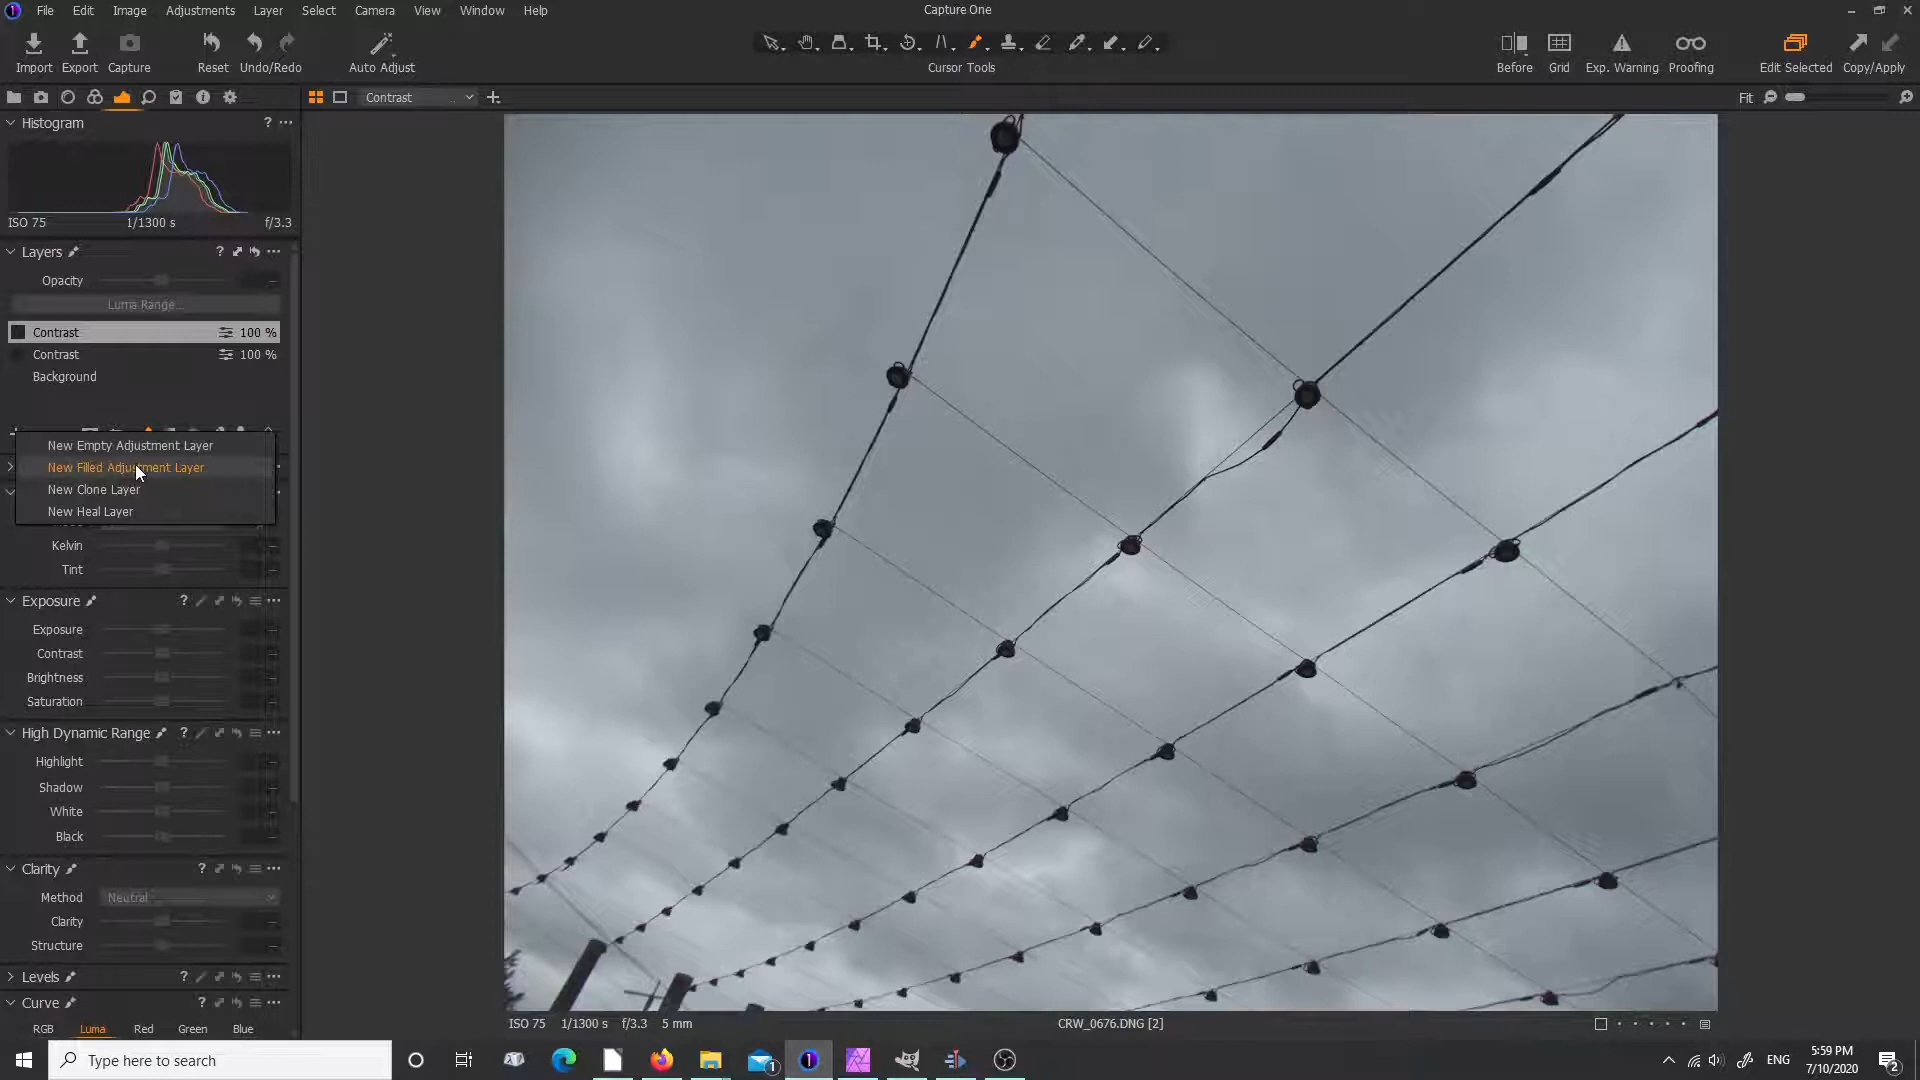 File Edit Image Adjustments Layer Select Camera View Window Help
Capture One
Import Export Capture Reset Undo/Redo Auto Adjust
Cursor Tools
Before Grid Exp. Warning Proofing Edit Selected Copy/Apply
Contrast
Fit
Histogram ? ...
ISO 75 1/1300 s f/3.3
Layers ? ...
Opacity
Luma Range...
Contrast 100 %
Contrast 100 %
Background
New Empty Adjustment Layer
New Filled Adjustment Layer
New Clone Layer
New Heal Layer
Kelvin
Tint
Exposure ? ...
Exposure
Contrast
Brightness
Saturation
High Dynamic Range ? ...
Highlight
Shadow
White
Black
Clarity ? ...
Method Neutral
Clarity
Structure
Levels ? ...
Curve ? ...
RGB Luma Red Green Blue
ISO 75 1/1300 s f/3.3 5 mm
CRW_0676.DNG [2]
Type here to search
1
ENG
5:59 PM
7/10/2020
2